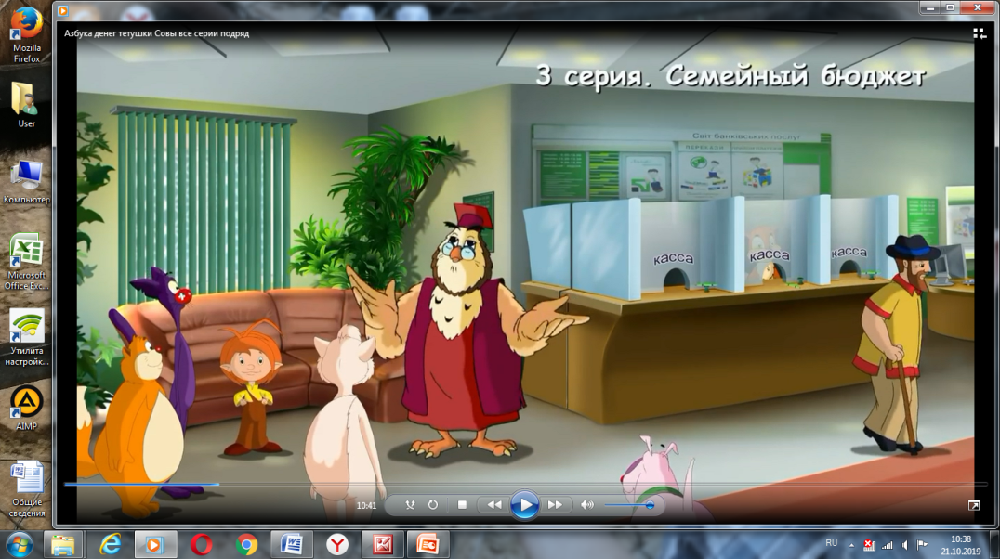 Азбука денег тетушки Совы все серии подряд
Mozilla
Firefox
User
Компьютер
Microsoft
Office Exc...
Утилита
настройк...
AIMP
Общие
сведения
3 серия. Семейный бюджет
Світ банківських послуг
ПЕРЕКАЗИ
касса
касса
касса
10:41
RU
10:38
21.10.2019